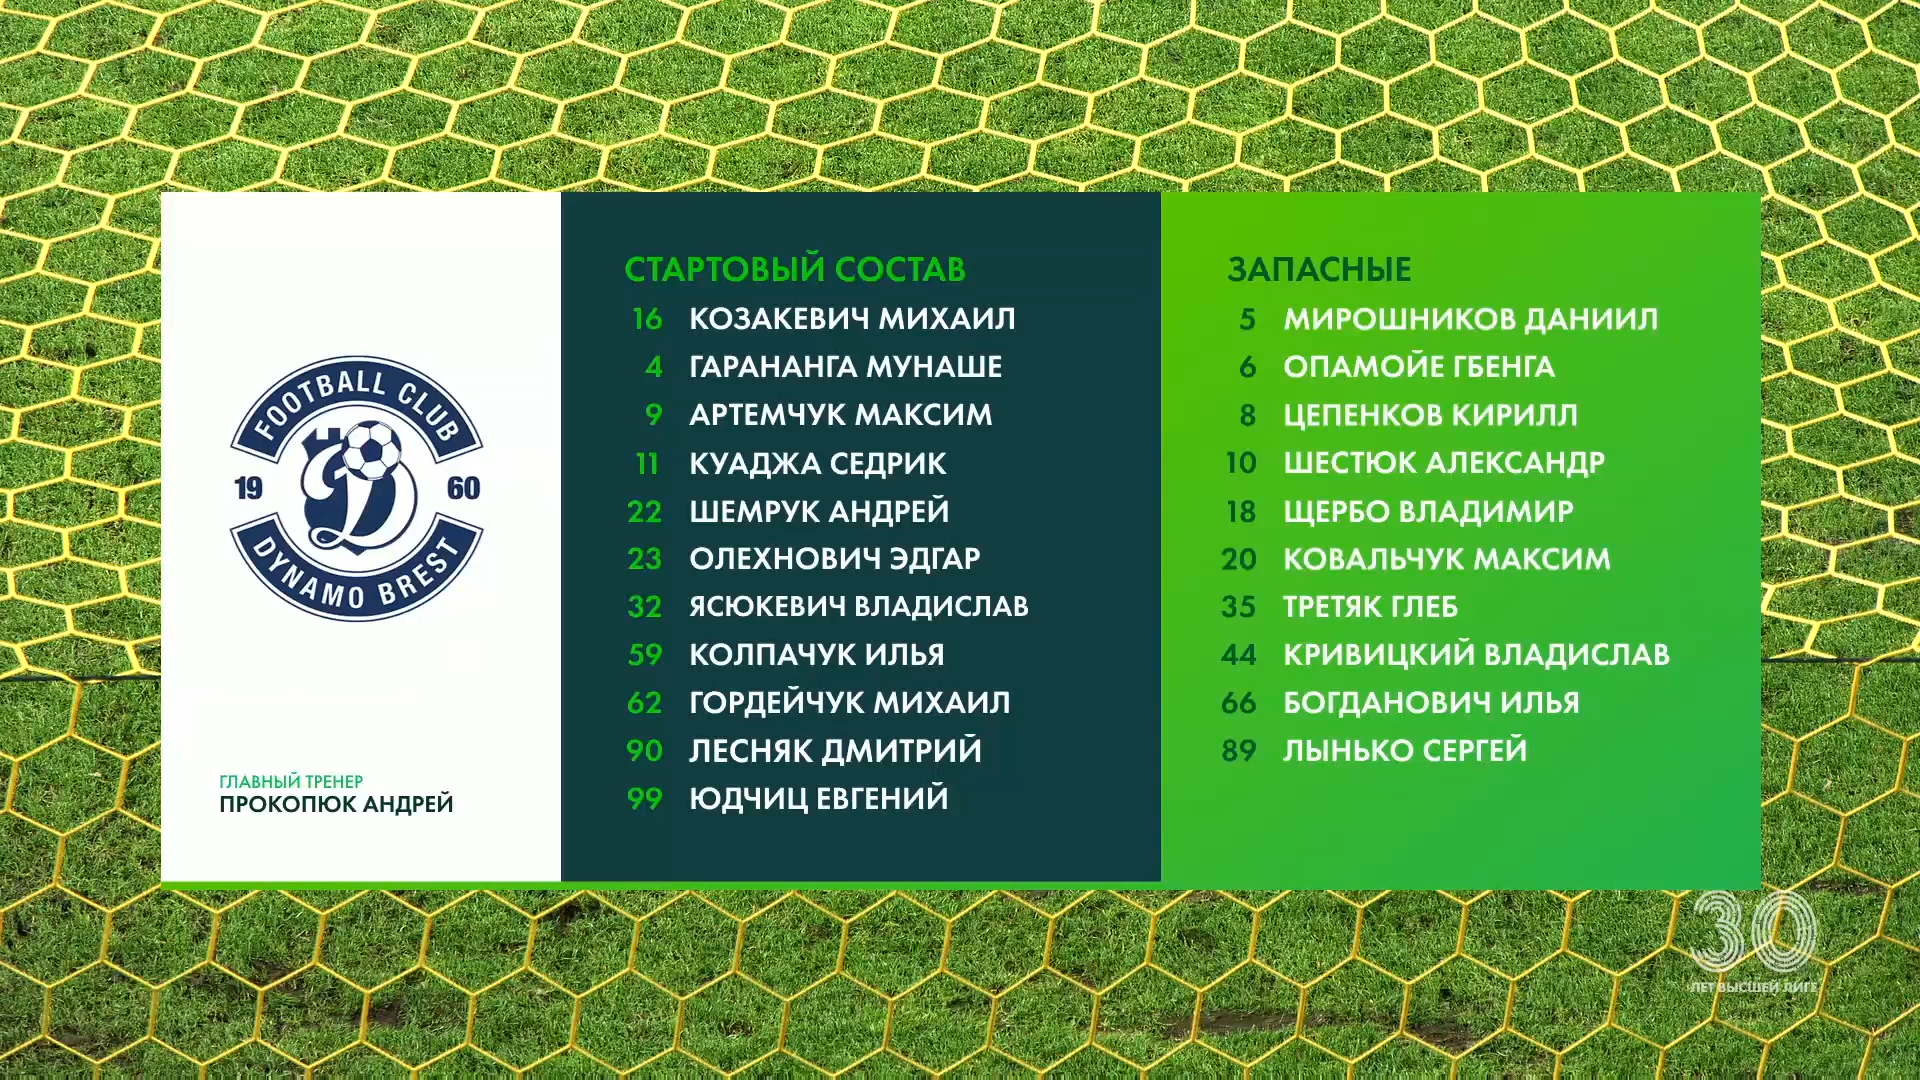 FOOTBALL CLUB
19 60
DYNAMO BREST
ГЛАВНЫЙ ТРЕНЕР
ПРОКОПЮК АНДРЕЙ
СТАРТОВЫЙ СОСТАВ
16 КОЗАКЕВИЧ МИХАИЛ
4 ГАРАНАНГА МУНАШЕ
9 АРТЕМЧУК МАКСИМ
11 КУАДЖА СЕДРИК
22 ШЕМРУК АНДРЕЙ
23 ОЛЕХНОВИЧ ЭДГАР
32 ЯСЮКЕВИЧ ВЛАДИСЛАВ
59 КОЛПАЧУК ИЛЬЯ
62 ГОРДЕЙЧУК МИХАИЛ
90 ЛЕСНЯК ДМИТРИЙ
99 ЮДЧИЦ ЕВГЕНИЙ
ЗАПАСНЫЕ
5 МИРОШНИКОВ ДАНИИЛ
6 ОПАМОЙЕ ГБЕНГА
8 ЦЕПЕНКОВ КИРИЛЛ
10 ШЕСТЮК АЛЕКСАНДР
18 ЩЕРБО ВЛАДИМИР
20 КОВАЛЬЧУК МАКСИМ
35 ТРЕТЯК ГЛЕБ
44 КРИВИЦКИЙ ВЛАДИСЛАВ
66 БОГДАНОВИЧ ИЛЬЯ
89 ЛЫНЬКО СЕРГЕЙ
30
ЛЕТ ВЫСШЕЙ ЛИГЕ